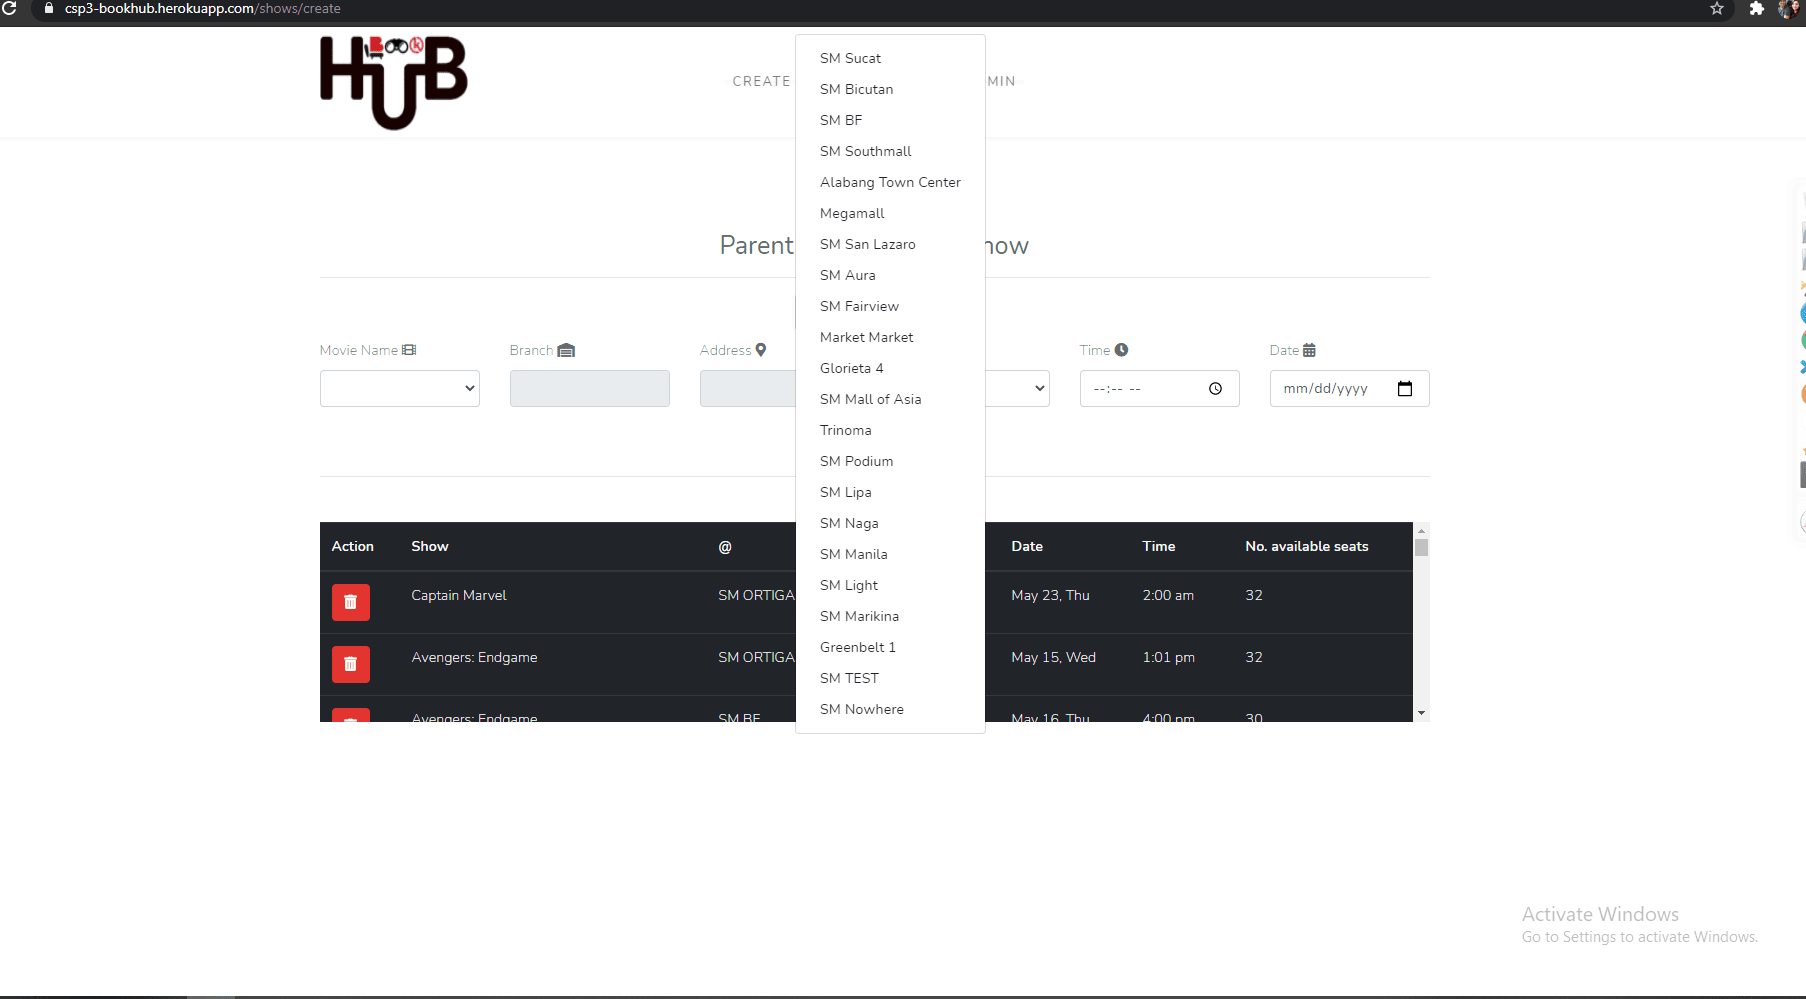 csp3-bookhub.herokuapp.com/shows/create
HUB
BOOK
CREATE
MIN
SM Sucat
SM Bicutan
SM BF
SM Southmall
Alabang Town Center
Megamall
SM San Lazaro
SM Aura
SM Fairview
Market Market
Glorieta 4
SM Mall of Asia
Trinoma
SM Podium
SM Lipa
SM Naga
SM Manila
SM Light
SM Marikina
Greenbelt 1
SM TEST
SM Nowhere
Parent how
Movie Name Branch Address Time Date
--:-- -- mm/dd/yyyy
Action Show @ Date Time No. available seats
Captain Marvel SM ORTIGA May 23, Thu 2:00 am 32
Avengers: Endgame SM ORTIGA May 15, Wed 1:01 pm 32
Avengers: Endgame SM BF May 16, Thu 4:00 pm 30
Activate Windows
Go to Settings to activate Windows.